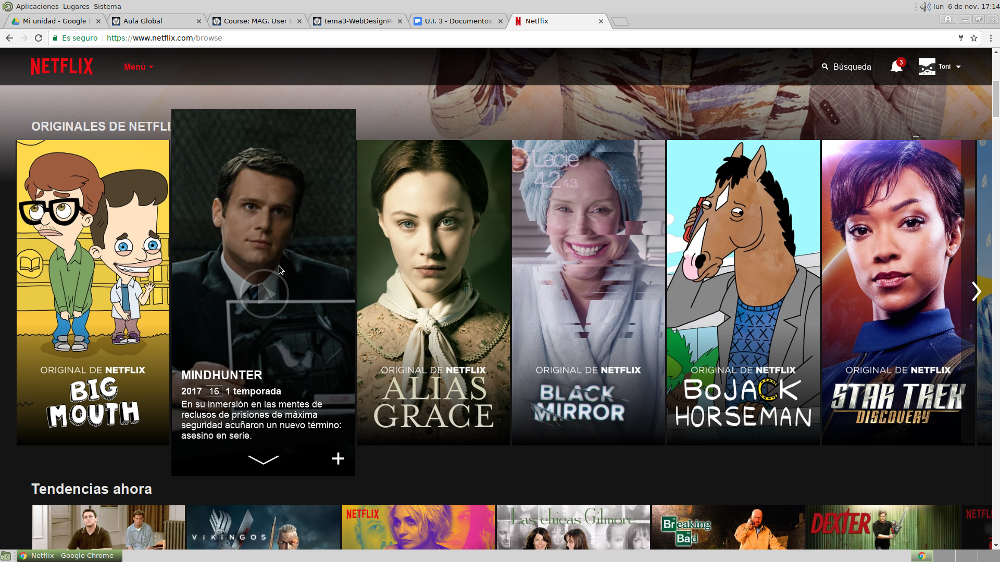 Aplicaciones Lugares Sistema
lun 6 de nov, 17:14
Mi unidad - Google D
Aula Global
Course: MAG. User I
tema3-WebDesignPa
U.I. 3 - Documentos
Netflix
Es seguro
https://www.netflix.com/browse
NETFLIX
Menú
Búsqueda
3
Toni
ORIGINALES DE NETFLI
Lacie
4.2 4.3
ORIGINAL DE NETFLIX
BIG
MOUTH
MINDHUNTER
2017 16 1 temporada
En su inmersión en las mentes de
reclusos de prisiones de máxima
seguridad acuñaron un nuevo término:
asesino en serie.
FILE COPY
ORIGINAL DE NETFLIX
ALIAS
GRACE
ORIGINAL DE NETFLIX
BLACK
MIRROR
ORIGINAL DE NETFLIX
BOJACK
HORSEMAN
ORIGINAL DE NETFLIX
STAR TREK
DISCOVERY
Tendencias ahora
VIKINGOS
NETFLIX
Las chicas Gilmore
Breaking
Bad
DEXTER
NETFL
Netflix - Google Chrome